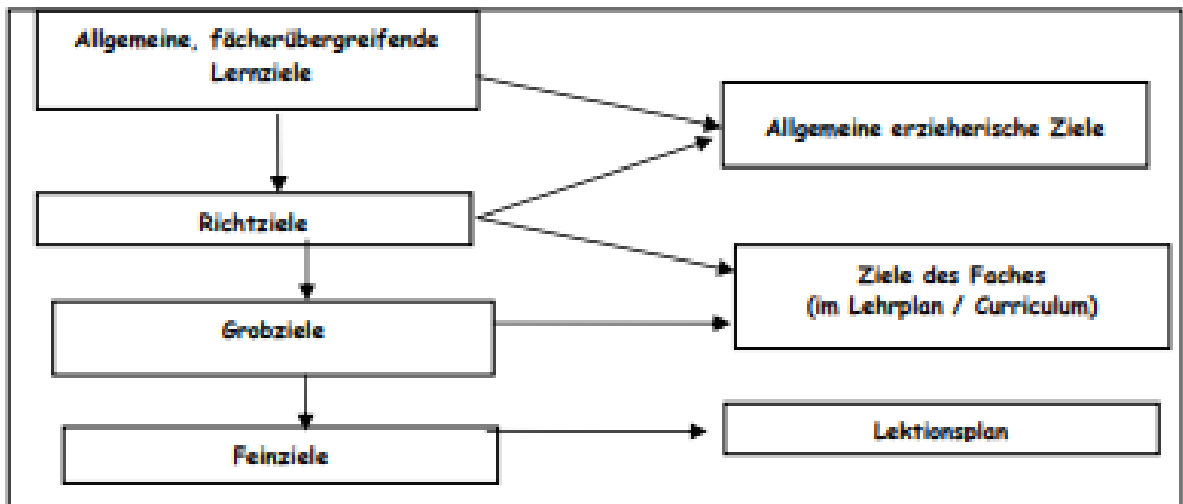 Allgemeine, fächerübergreifende
Lernziele
Allgemeine erzieherische Ziele
Richtziele
Ziele des Faches
(im Lehrplan / Curriculum)
Grobziele
Lektionsplan
Feinziele